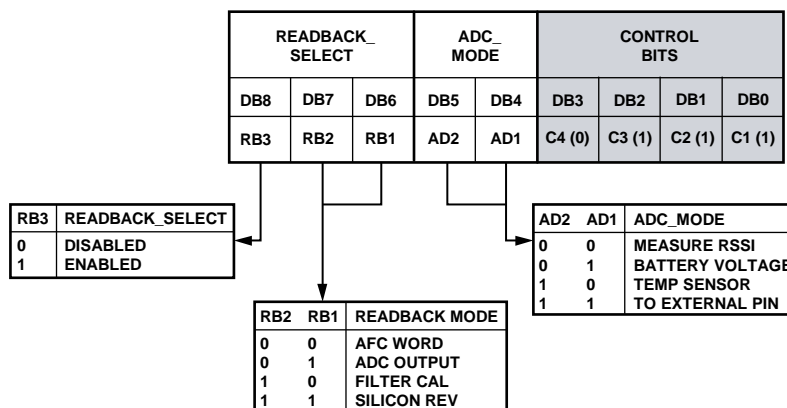 READBACK_
SELECT
ADC_
MODE
CONTROL
BITS
DB8 DB7 DB6 DB5 DB4 DB3 DB2 DB1 DB0
RB3 RB2 RB1 AD2 AD1 C4 (0) C3 (1) C2 (1) C1 (1)
RB3 READBACK_SELECT
0 DISABLED
1 ENABLED
AD2 AD1 ADC_MODE
0 0 MEASURE RSSI
0 1 BATTERY VOLTAGE
1 0 TEMP SENSOR
1 1 TO EXTERNAL PIN
RB2 RB1 READBACK MODE
0 0 AFC WORD
0 1 ADC OUTPUT
1 0 FILTER CAL
1 1 SILICON REV